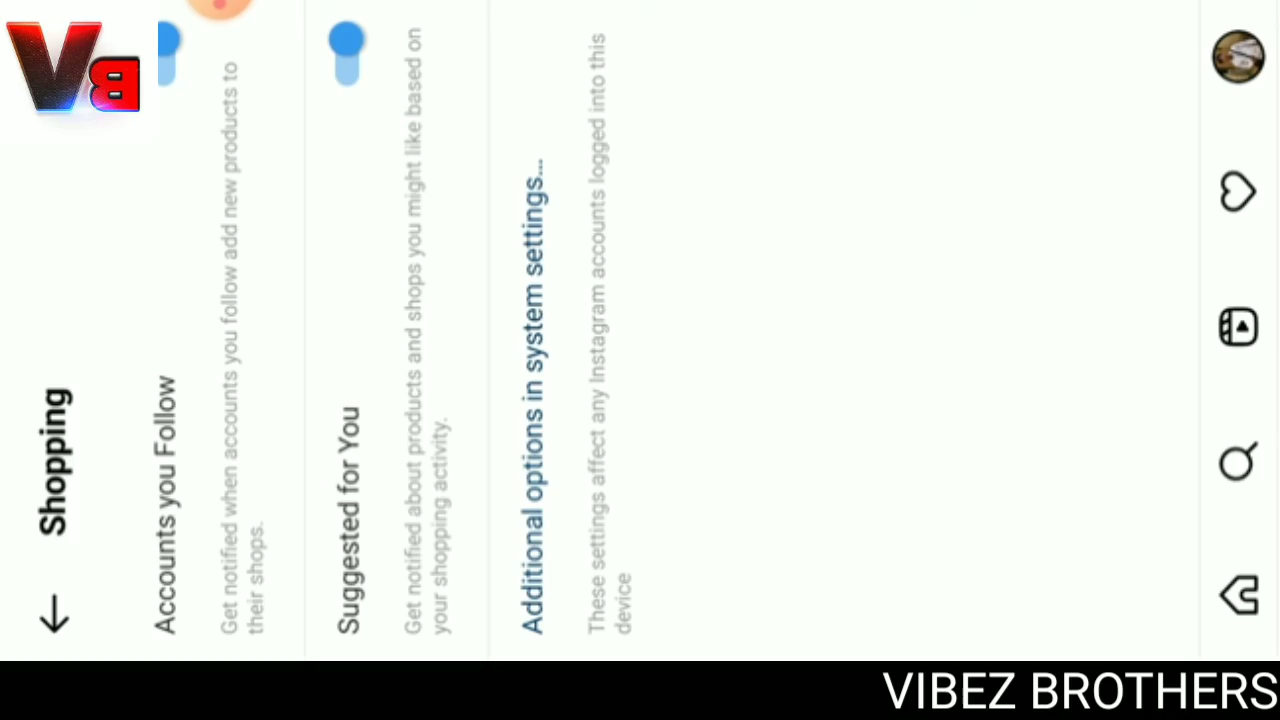 VB
Shopping
Accounts you Follow
Get notified when accounts you follow add new products to
their shops.
Suggested for You
Get notified about products and shops you might like based on
your shopping activity.
Additional options in system settings...
These settings affect any Instagram accounts logged into this
device
VIBEZ BROTHERS